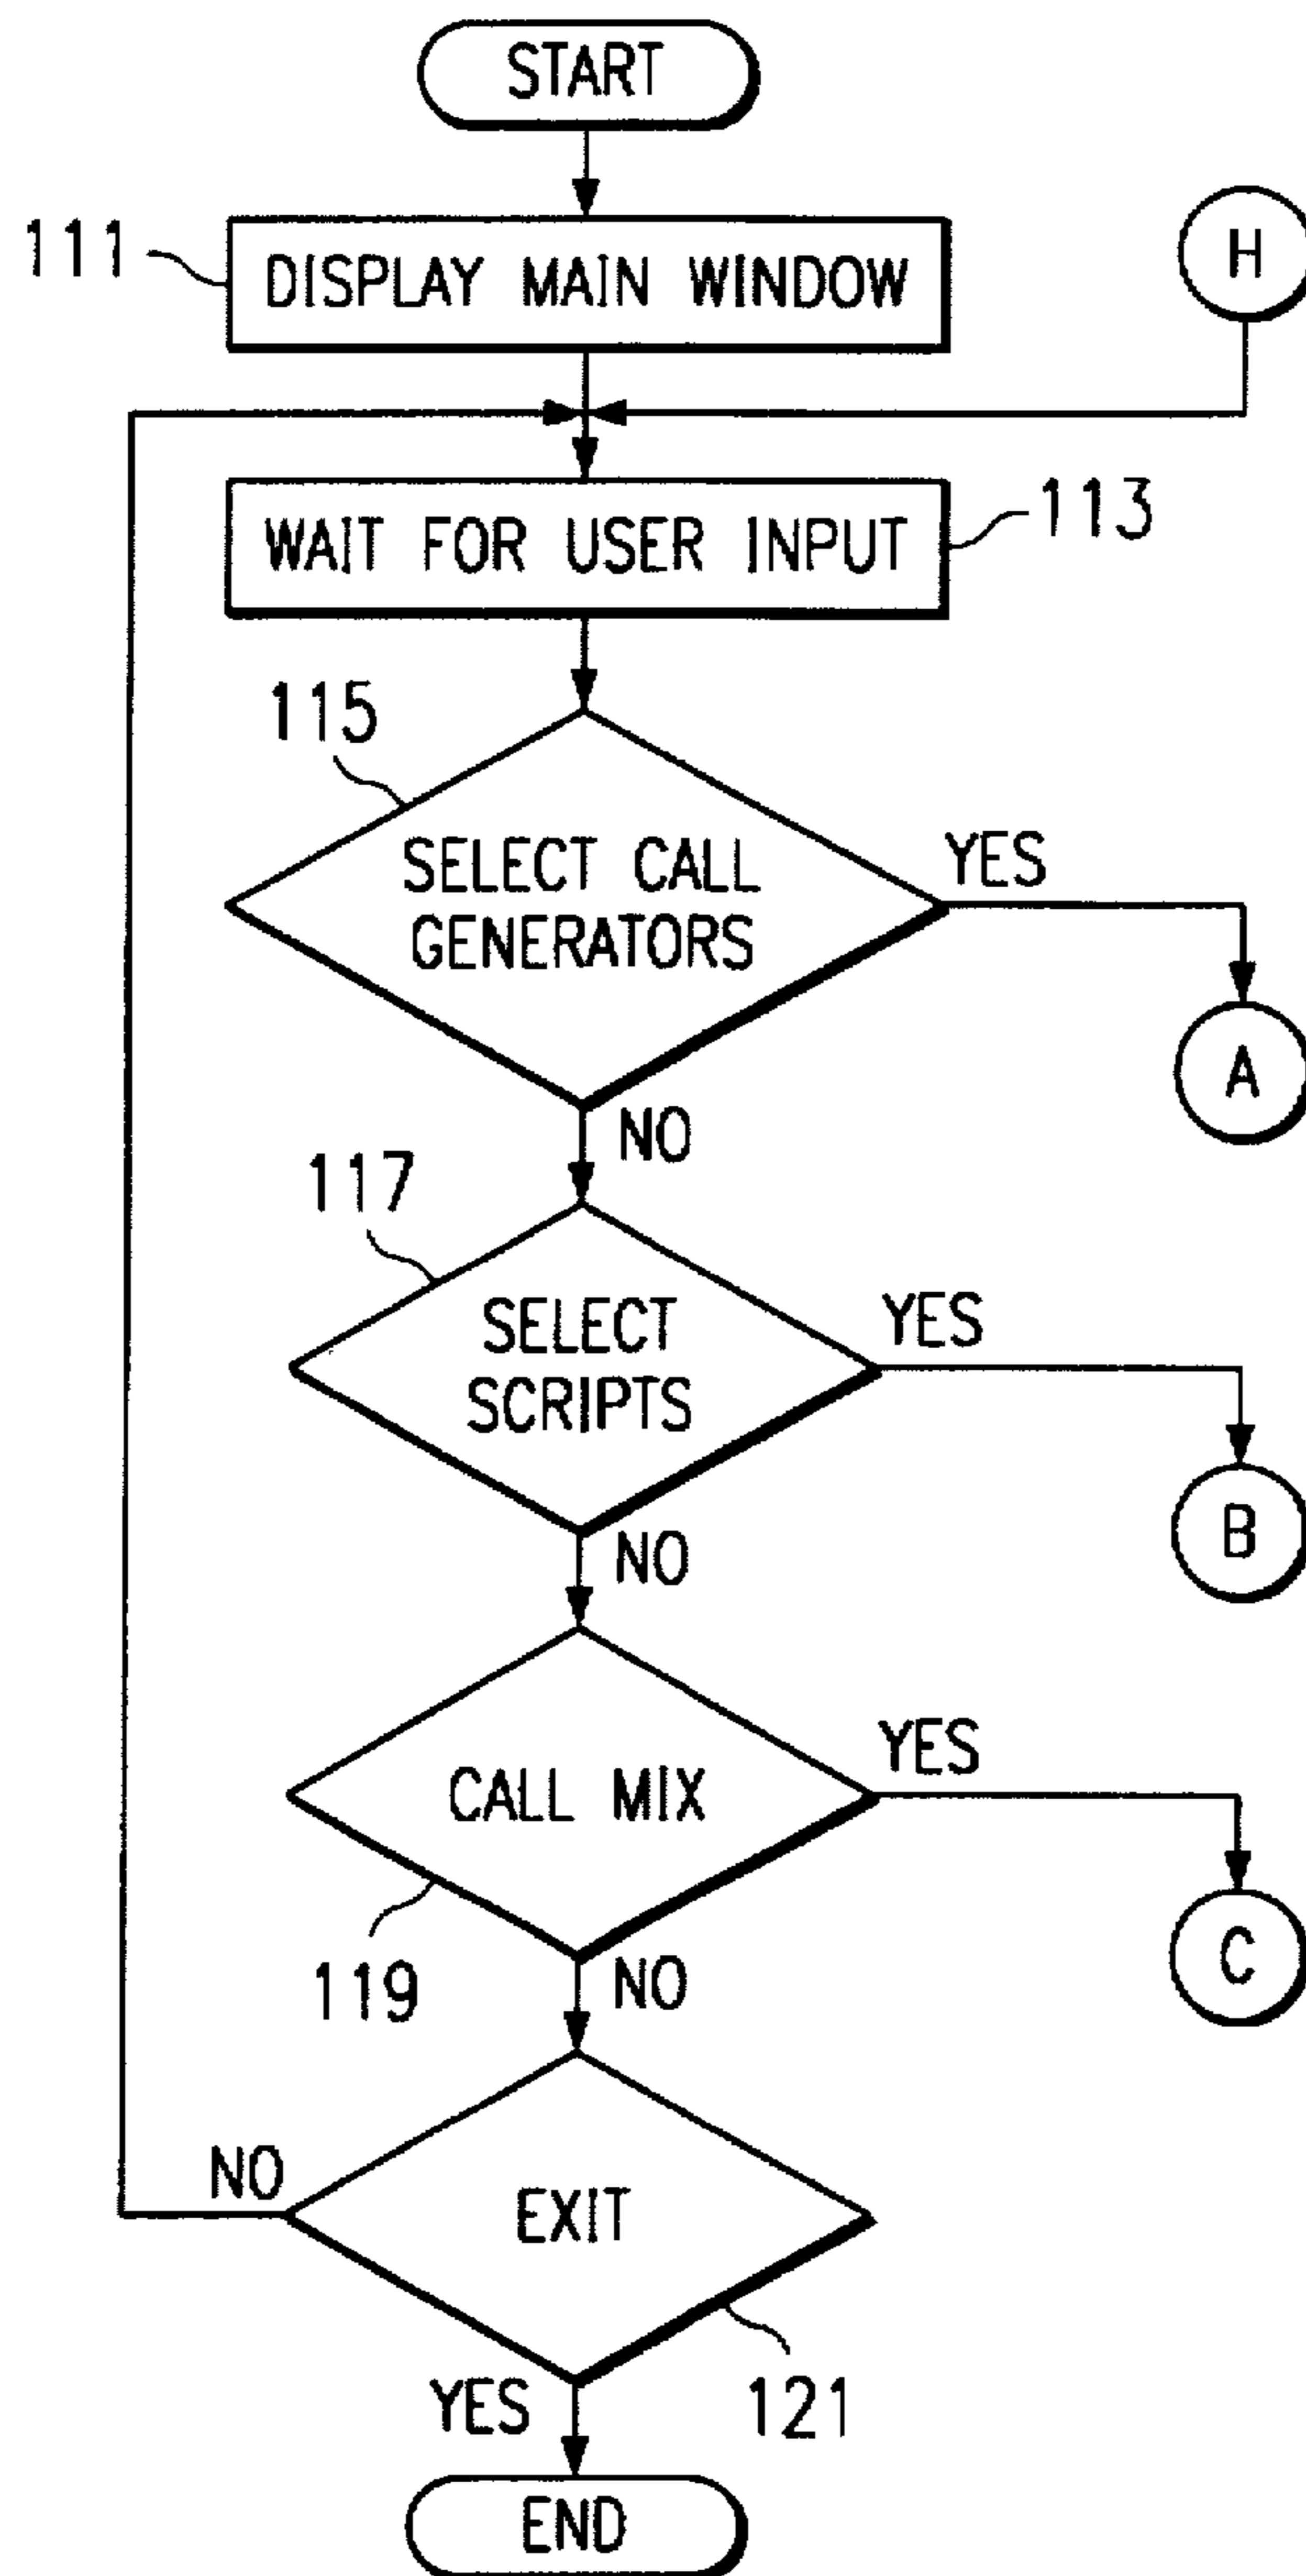 START
111
DISPLAY MAIN WINDOW
H
WAIT FOR USER INPUT
113
115
SELECT CALL
GENERATORS
YES
A
NO
117
SELECT
SCRIPTS
YES
B
NO
CALL MIX
YES
C
119
NO
EXIT
NO
121
YES
END